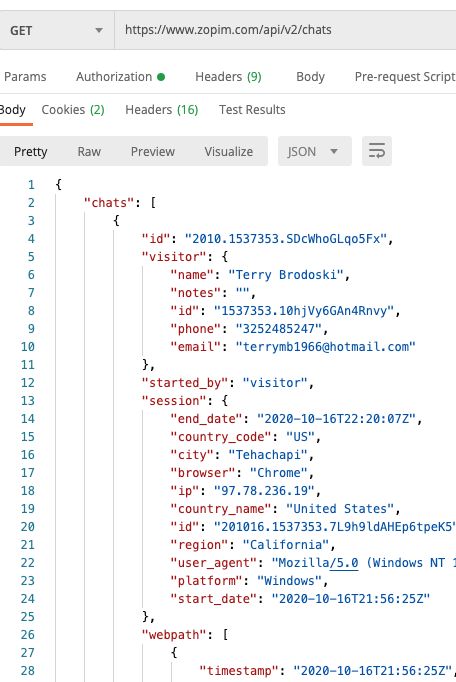 GET https://www.zopim.com/api/v2/chats
Params Authorization Headers (9) Body Pre-request Script
Body Cookies (2) Headers (16) Test Results
Pretty Raw Preview Visualize JSON
1 {
2 "chats": [
3 {
4 "id": "2010.1537353.SDcWhoGLqo5Fx",
5 "visitor": {
6 "name": "Terry Brodoski",
7 "notes": "",
8 "id": "1537353.10hjVy6GAn4Rnvy",
9 "phone": "3252485247",
10 "email": "terrymb1966@hotmail.com"
11 },
12 "started_by": "visitor",
13 "session": {
14 "end_date": "2020-10-16T22:20:07Z",
15 "country_code": "US",
16 "city": "Tehachapi",
17 "browser": "Chrome",
18 "ip": "97.78.236.19",
19 "country_name": "United States",
20 "id": "201016.1537353.7L9h9ldAHEp6tpeK5"
21 "region": "California",
22 "user_agent": "Mozilla/5.0 (Windows NT 1
23 "platform": "Windows",
24 "start_date": "2020-10-16T21:56:25Z"
25 },
26 "webpath": [
27 {
28 "timestamp": "2020-10-16T21:56:25Z",